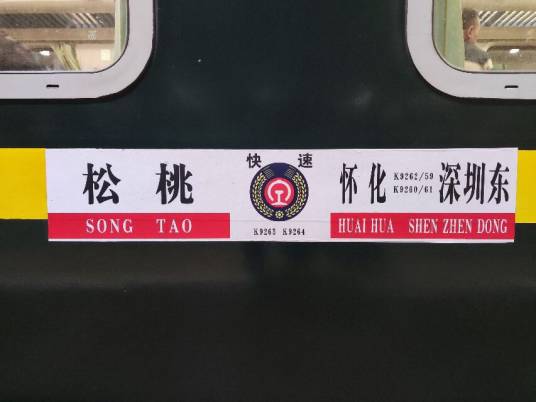 快 速
松 桃
SONG TAO
K9263 K9264
怀化
K9262/59
K9260/61
深圳东
HUAI HUA SHEN ZHEN DONG